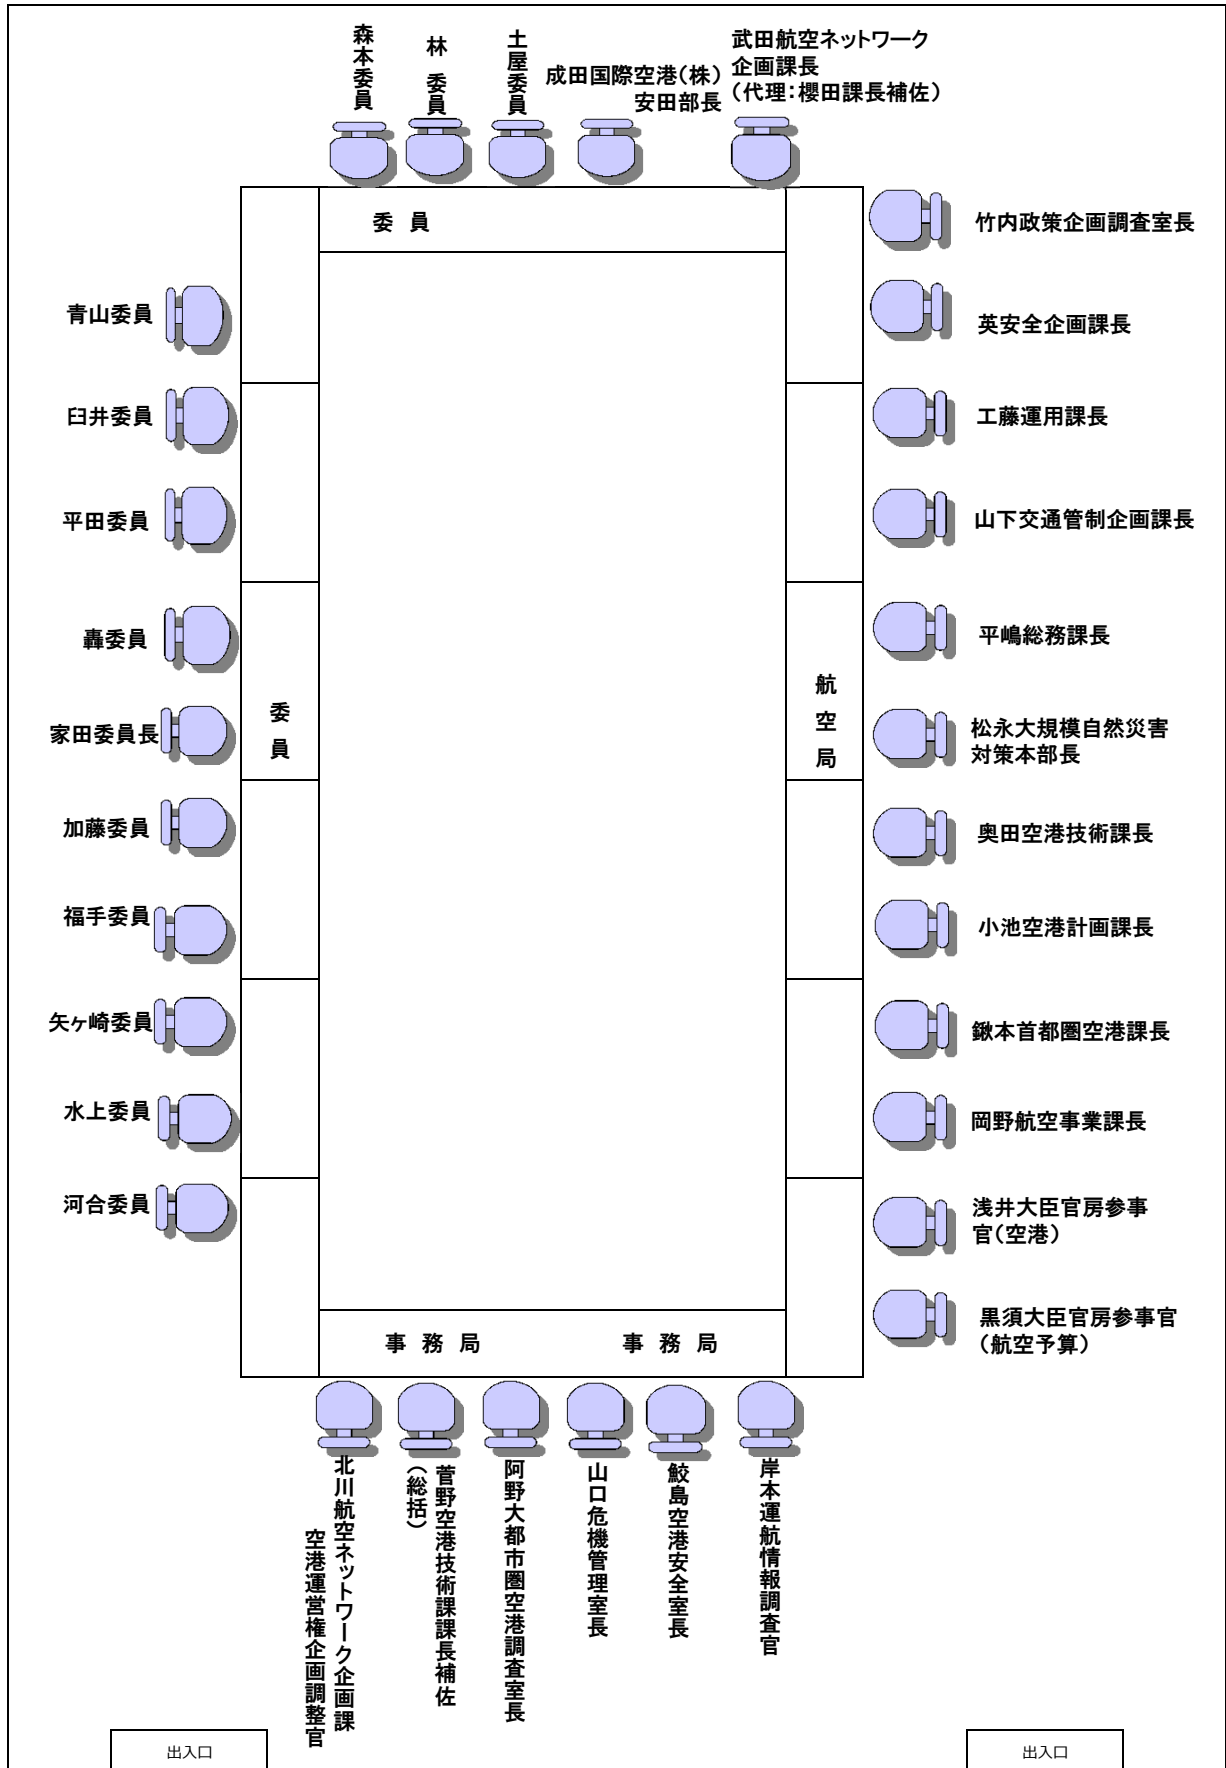 森本委員
林 委員
土屋委員
成田国際空港(株)
安田部長
武田航空ネットワーク
企画課長
(代理:櫻田課長補佐)
委 員
竹内政策企画調査室長
青山委員
英安全企画課長
臼井委員
工藤運用課長
平田委員
山下交通管制企画課長
轟委員
平嶋総務課長
家田委員長
委員
航空局
松永大規模自然災害
対策本部長
加藤委員
奥田空港技術課長
福手委員
小池空港計画課長
矢ヶ崎委員
鍬本首都圏空港課長
水上委員
岡野航空事業課長
河合委員
浅井大臣官房参事
官(空港)
黒須大臣官房参事官
(航空予算)
事 務 局
事 務 局
北川航空ネットワーク企画課
空港運営権企画調整官
菅野空港技術課課長補佐
(総括)
阿野大都市圏空港調査室長
山口危機管理室長
鮫島空港安全室長
岸本運航情報調査官
出入口
出入口